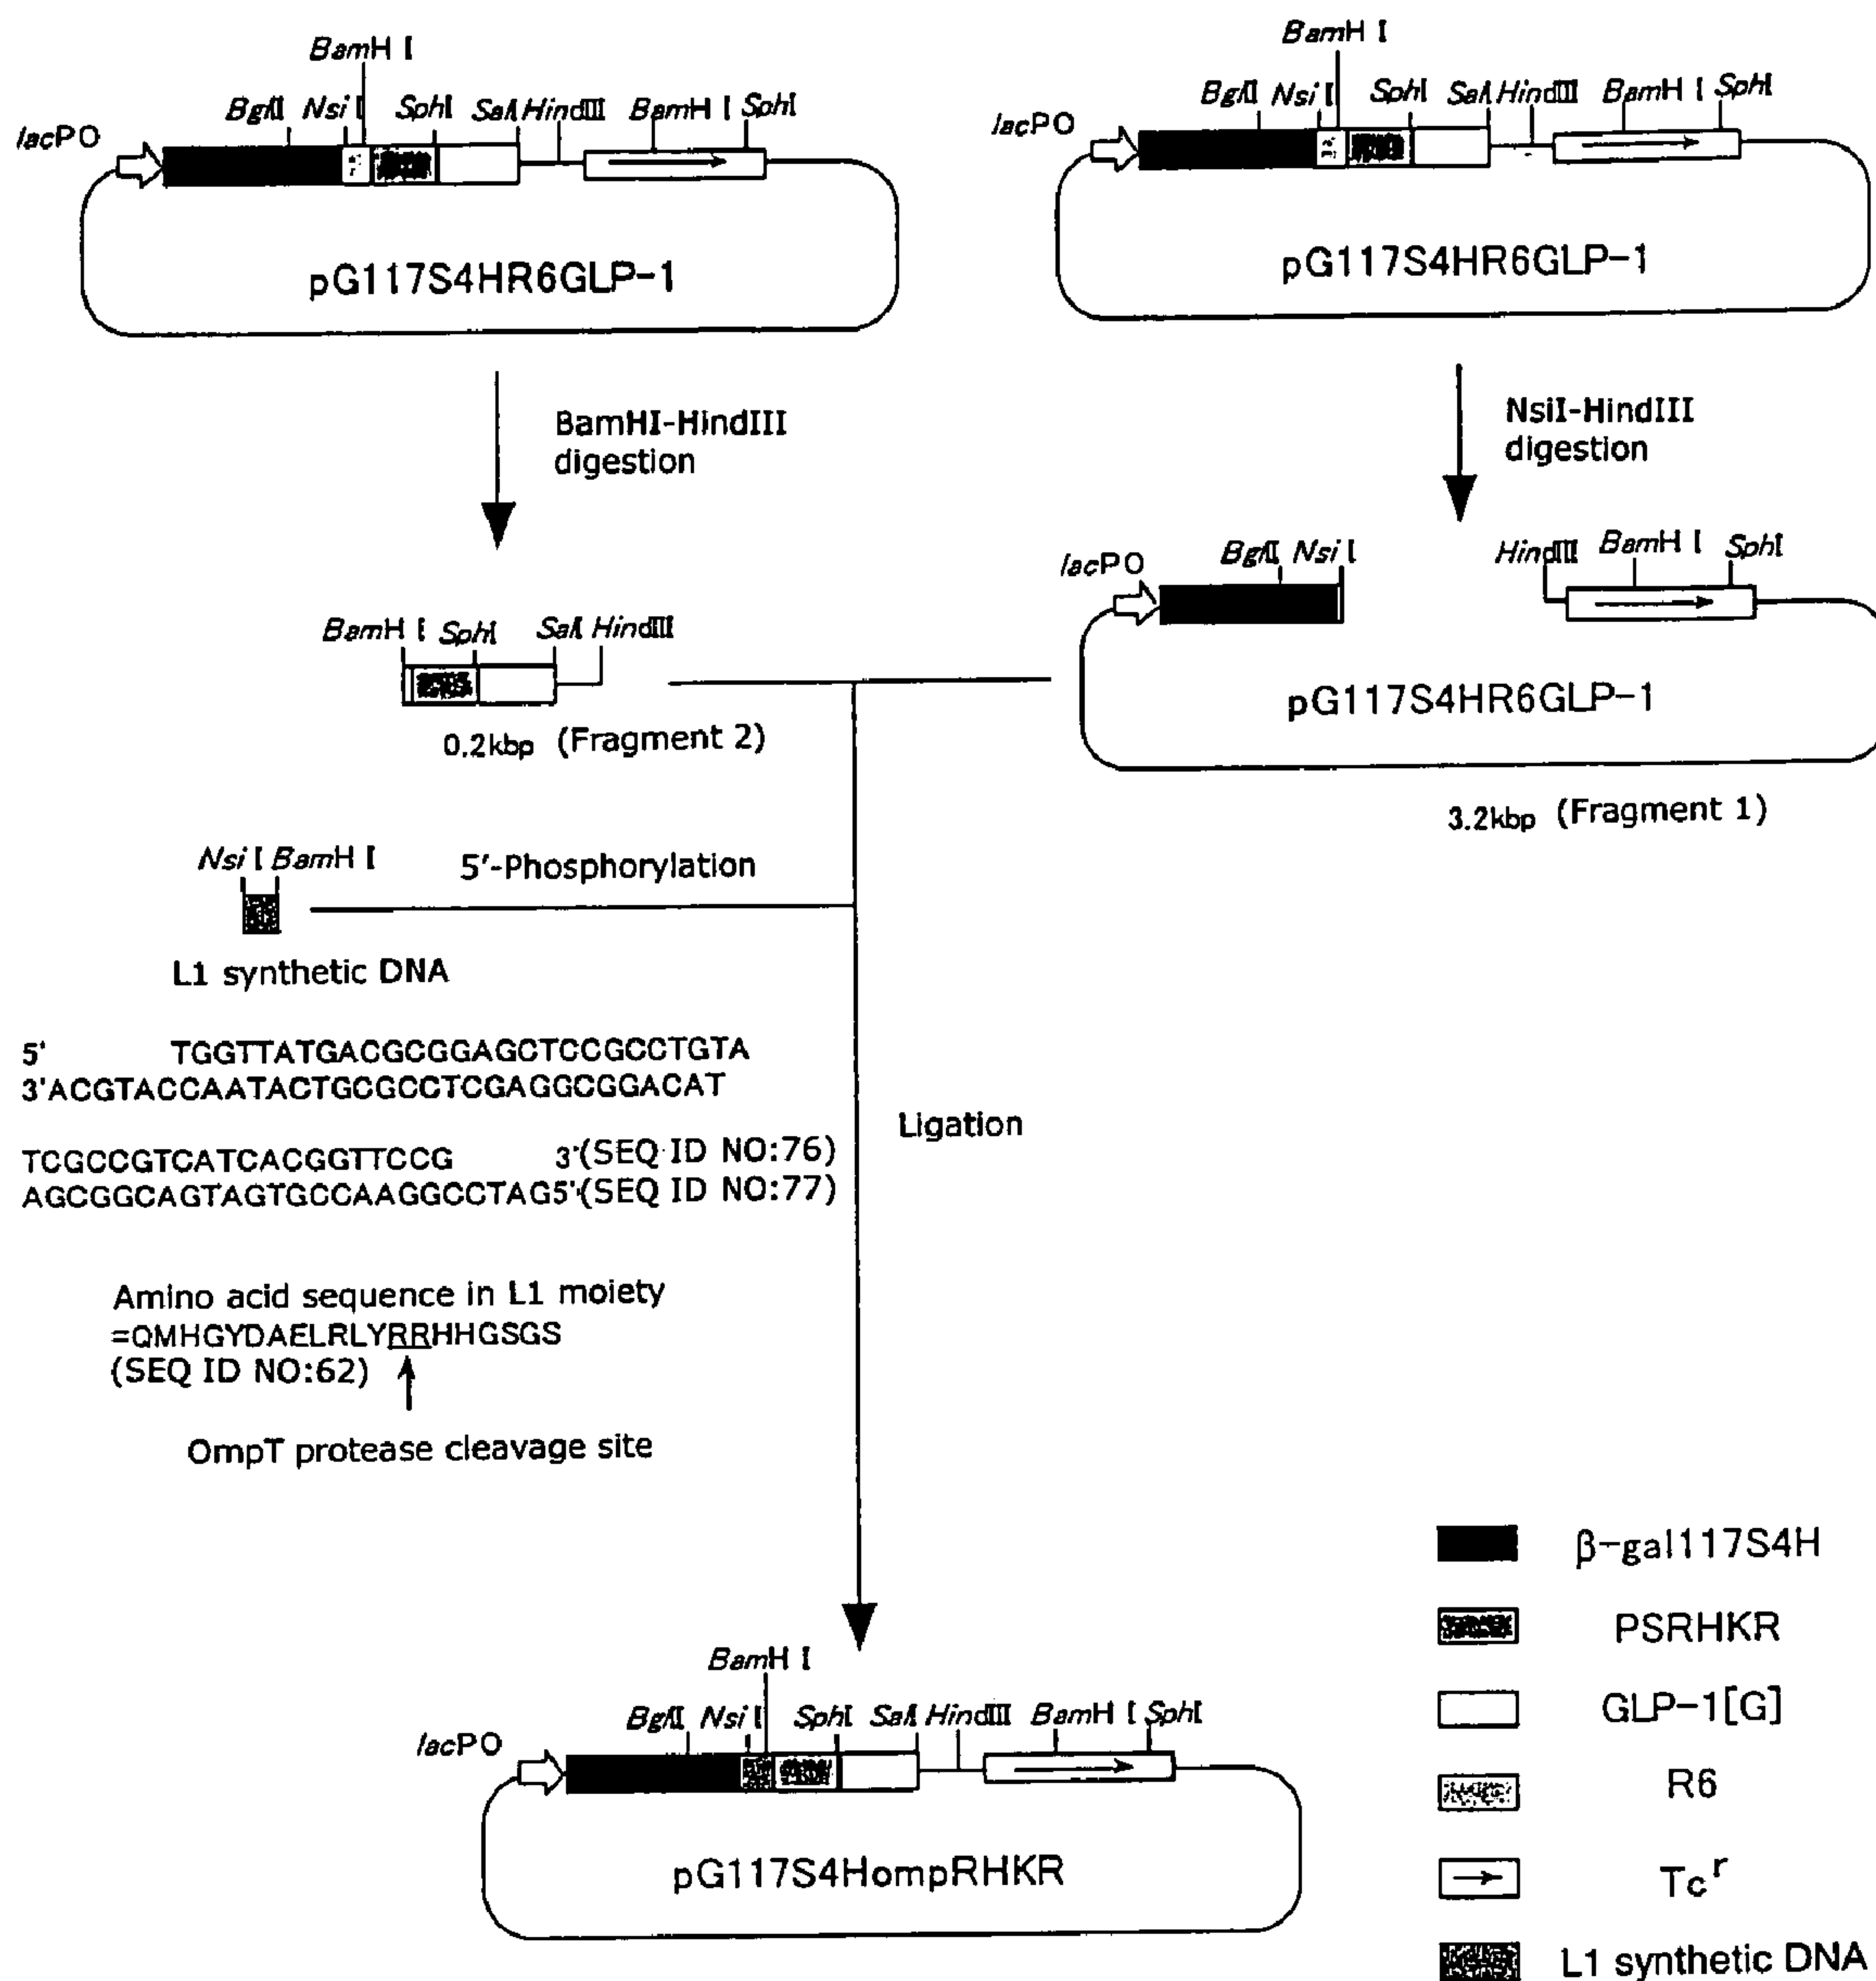 BamH I
BglII NsiI SphI SalI HindIII BamH I SphI
lacPO
pG117S4HR6GLP-1
BamH I
BglII NsiI SphI SalI HindIII BamH I SphI
lacPO
pG117S4HR6GLP-1
BamHI-HindIII
digestion
NsiI-HindIII
digestion
BamH I SphI SalI HindIII
0.2kbp (Fragment 2)
lacPO
BglII NsiI
HindIII BamH I SphI
pG117S4HR6GLP-1
3.2kbp (Fragment 1)
NsiI BamH I
5'-Phosphorylation
L1 synthetic DNA
5' TGGTTATGACGCGGAGCTCCGCCTGTA
3'ACGTACCAATACTGCGCCTCGAGGCGGACAT
TCGCCGTCATCACGGTTCCG 3'(SEQ ID NO:76)
AGCGGCAGTAGTGCCAAGGCCTAG5'(SEQ ID NO:77)
Ligation
Amino acid sequence in L1 moiety
=QMHGYDAELRLYRRHHGSGS
(SEQ ID NO:62)
OmpT protease cleavage site
BamH I
BglII NsiI SphI SalI HindIII BamH I SphI
lacPO
pG117S4HompRHKR
β-gal117S4H
PSRHKR
GLP-1[G]
R6
Tcʳ
L1 synthetic DNA